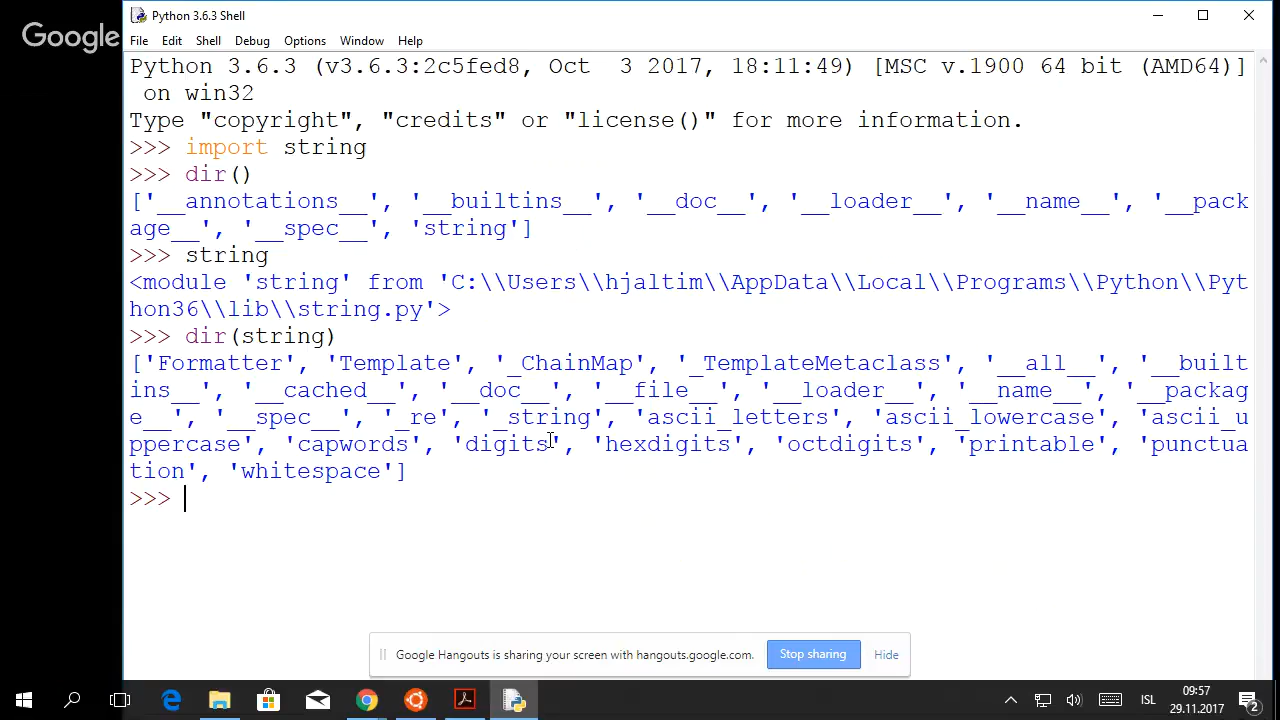 Google
Python 3.6.3 Shell
File Edit Shell Debug Options Window Help
Python 3.6.3 (v3.6.3:2c5fed8, Oct  3 2017, 18:11:49) [MSC v.1900 64 bit (AMD64)]
 on win32
Type "copyright", "credits" or "license()" for more information.
>>> import string
>>> dir()
['__annotations__', '__builtins__', '__doc__', '__loader__', '__name__', '__pack
age__', '__spec__', 'string']
>>> string
<module 'string' from 'C:\\Users\\hjaltim\\AppData\\Local\\Programs\\Python\\Pyt
hon36\\lib\\string.py'>
>>> dir(string)
['Formatter', 'Template', '_ChainMap', '_TemplateMetaclass', '__all__', '__built
ins__', '__cached__', '__doc__', '__file__', '__loader__', '__name__', '__packag
e__', '__spec__', '_re', '_string', 'ascii_letters', 'ascii_lowercase', 'ascii_u
ppercase', 'capwords', 'digits', 'hexdigits', 'octdigits', 'printable', 'punctua
tion', 'whitespace']
>>>
Google Hangouts is sharing your screen with hangouts.google.com. Stop sharing Hide
ISL 09:57
29.11.2017 2